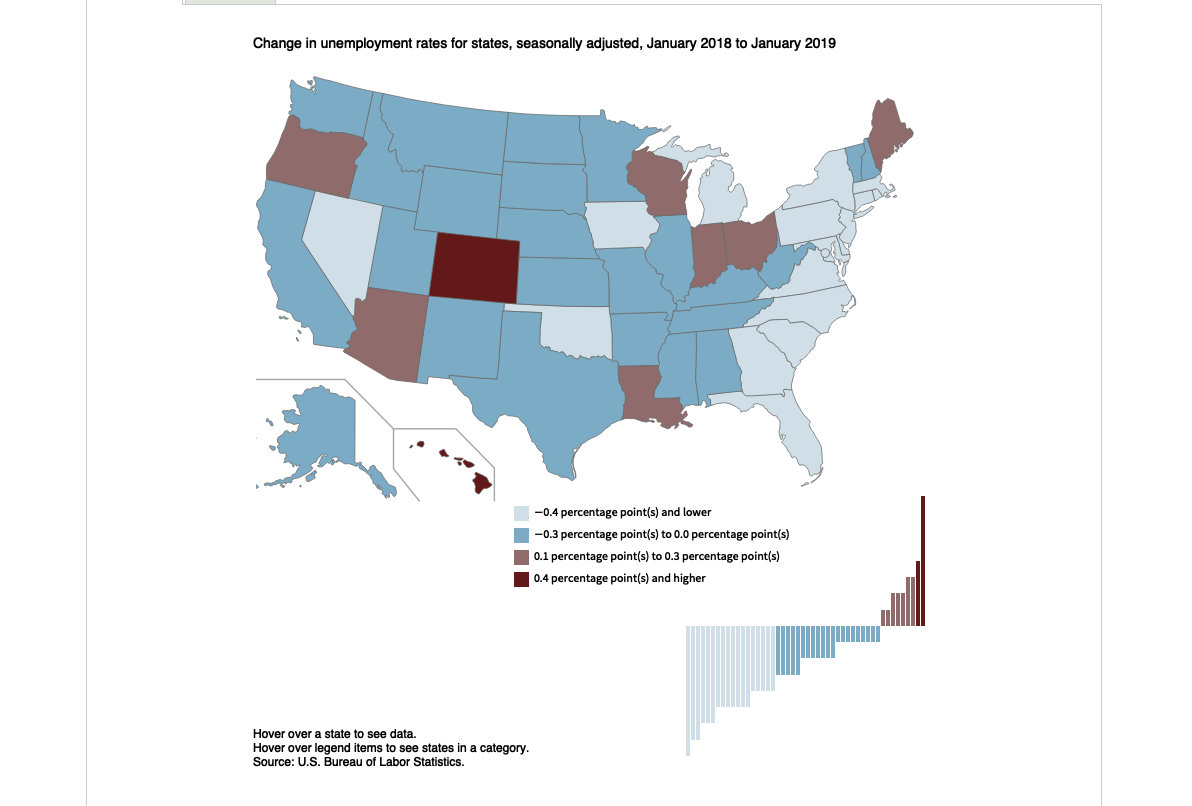 Change in unemployment rates for states, seasonally adjusted, January 2018 to January 2019
−0.4 percentage point(s) and lower
−0.3 percentage point(s) to 0.0 percentage point(s)
0.1 percentage point(s) to 0.3 percentage point(s)
0.4 percentage point(s) and higher
Hover over a state to see data.
Hover over legend items to see states in a category.
Source: U.S. Bureau of Labor Statistics.